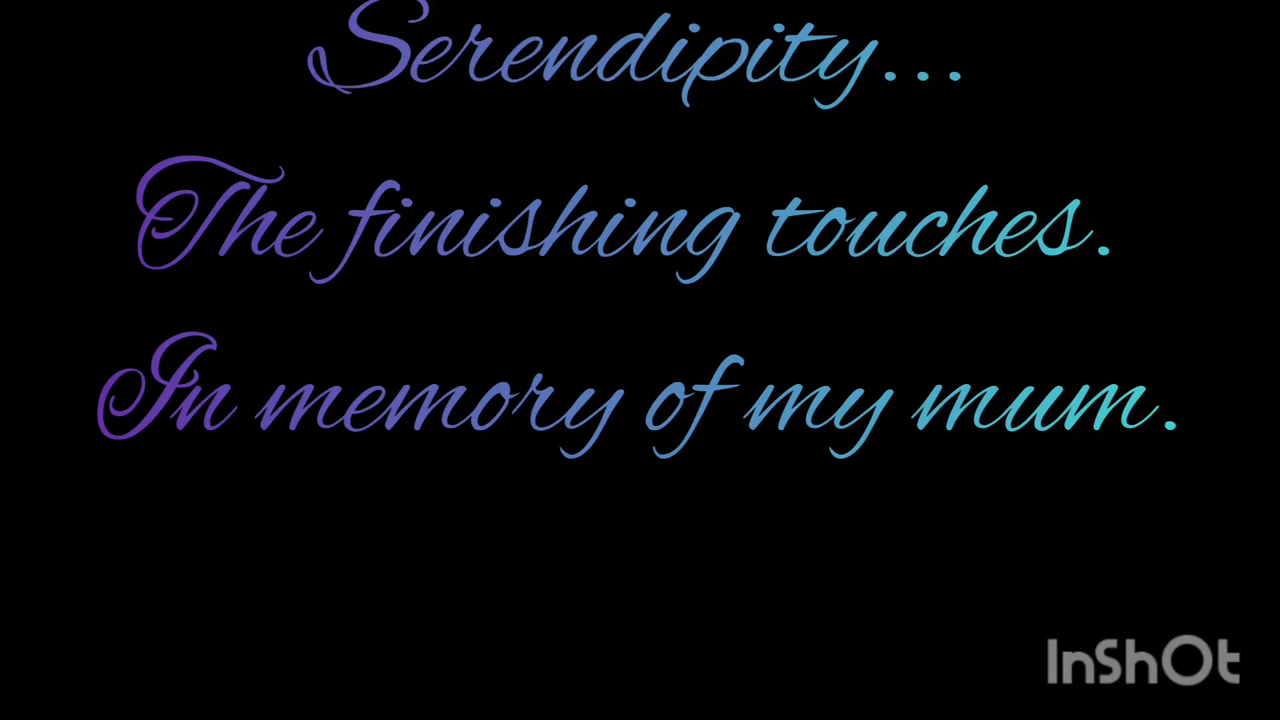 Serendipity...
The finishing touches.
In memory of my mum.
InShOt